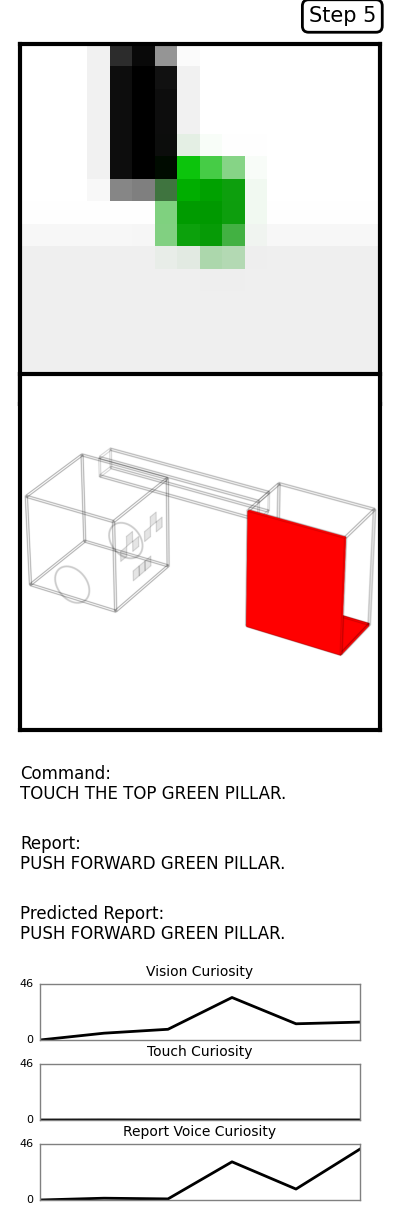 Step 5
Command:
TOUCH THE TOP GREEN PILLAR.
Report:
PUSH FORWARD GREEN PILLAR.
Predicted Report:
PUSH FORWARD GREEN PILLAR.
Vision Curiosity
46
0
Touch Curiosity
46
0
Report Voice Curiosity
46
0